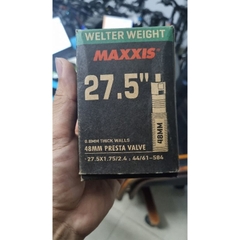 WELTER WEIGHT
MAXXIS
27.5"
48MM
0.8MM THICK WALLS
48MM PRESTA VALVE
27.5X1.75/2.4 . 44/61-584